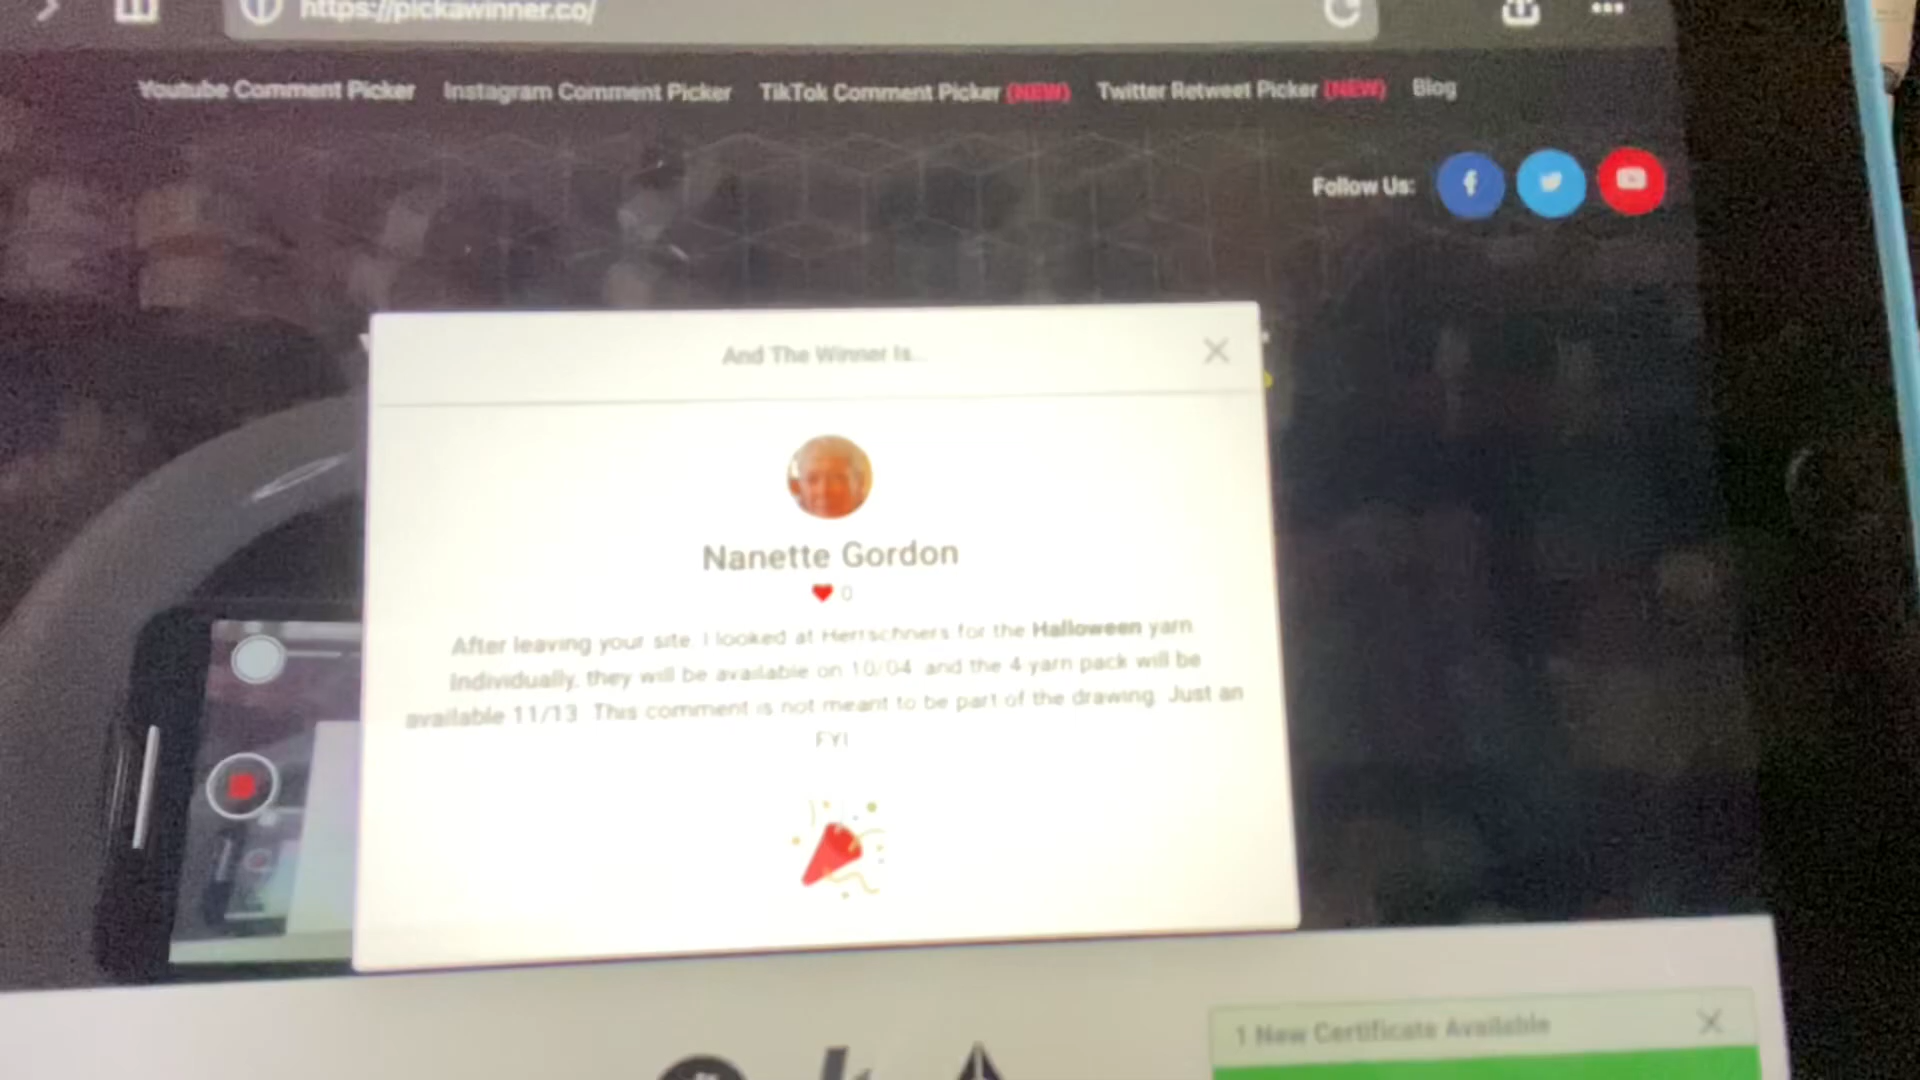 https://pickawinner.co/
Youtube Comment Picker Instagram Comment Picker TikTok Comment Picker (NEW) Twitter Retweet Picker (NEW) Blog
Follow Us:
And The Winner Is...
Nanette Gordon
0
After leaving your site, I looked at Herrschners for the Halloween yarn.
Individually, they will be available on 10/04, and the 4 yarn pack will be
available 11/13. This comment is not meant to be part of the drawing. Just an
FYI
1 New Certificate Available